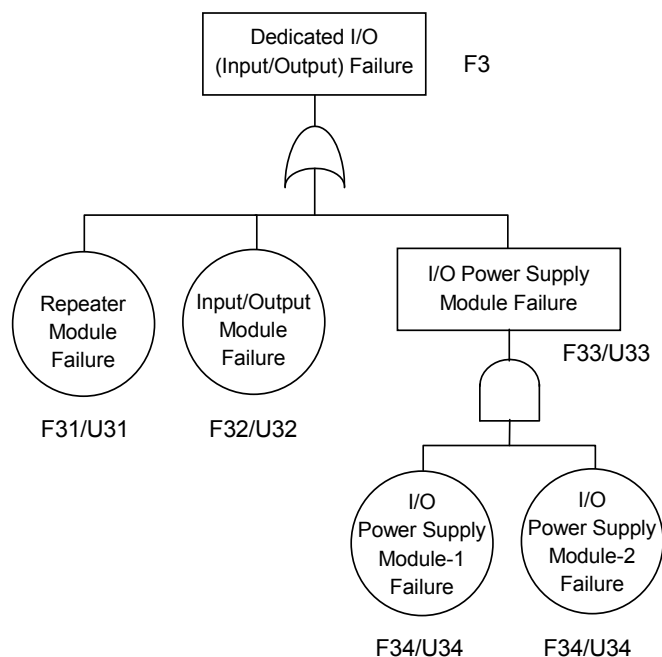 Dedicated I/O
(Input/Output) Failure
F3
Repeater
Module
Failure
F31/U31
Input/Output
Module
Failure
F32/U32
I/O Power Supply
Module Failure
F33/U33
I/O
Power Supply
Module-1
Failure
F34/U34
I/O
Power Supply
Module-2
Failure
F34/U34